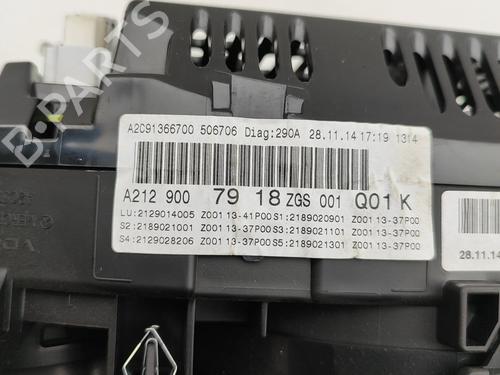 B-PARTS
A2C91366700 506706 Diag:290A 28.11.14 17:19 1314
A212 900 79 18 ZGS 001 Q01 K
LU:2129014005 Z001 13-41P00 S1:2189020901 Z001 13-37P00
S2:2189021001 Z001 13-37P00 S3:2189021101 Z001 13-37P00
S4:2129028206 Z001 13-37P00 S5:2189021301 Z001 13-37P00
28.11.14